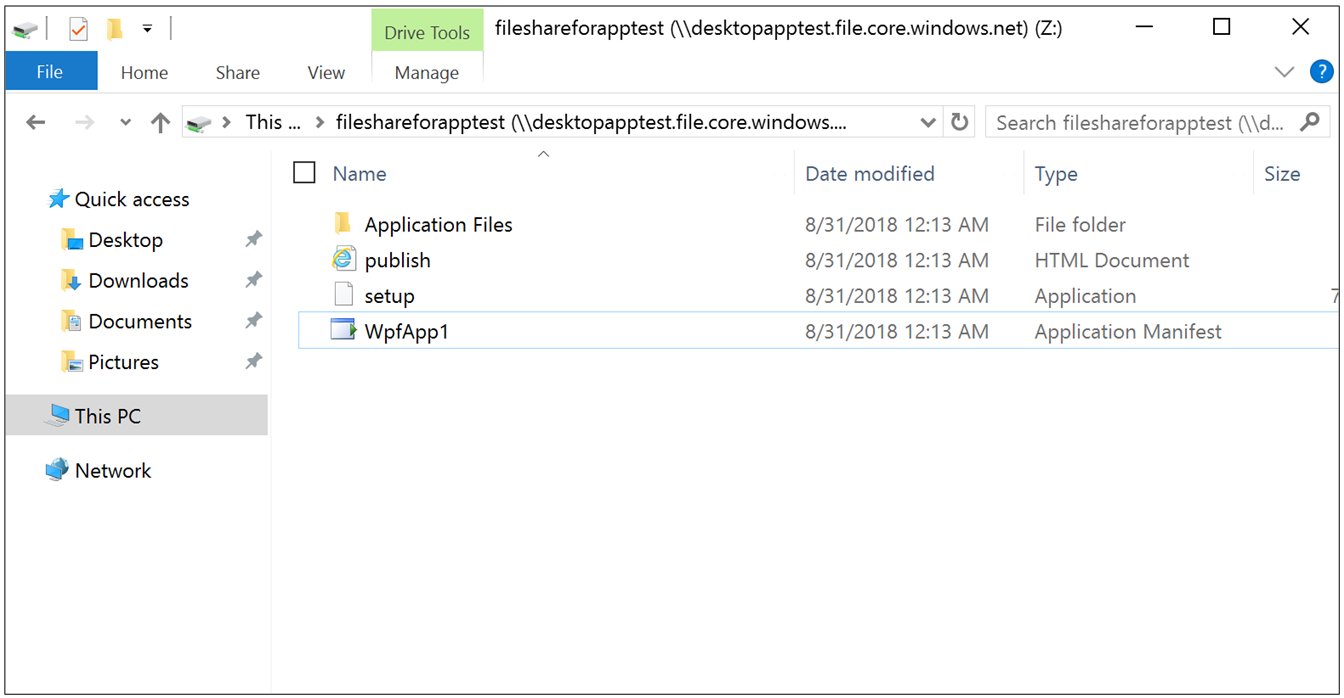 Drive Tools
fileshareforapptest (\\desktopapptest.file.core.windows.net) (Z:)
File
Home
Share
View
Manage
?
This ... > fileshareforapptest (\\desktopapptest.file.core.windows....
Search fileshareforapptest (\\d...
Name
Date modified
Type
Size
Quick access
Desktop
Downloads
Documents
Pictures
This PC
Network
Application Files 8/31/2018 12:13 AM File folder
publish 8/31/2018 12:13 AM HTML Document
setup 8/31/2018 12:13 AM Application 7
WpfApp1 8/31/2018 12:13 AM Application Manifest